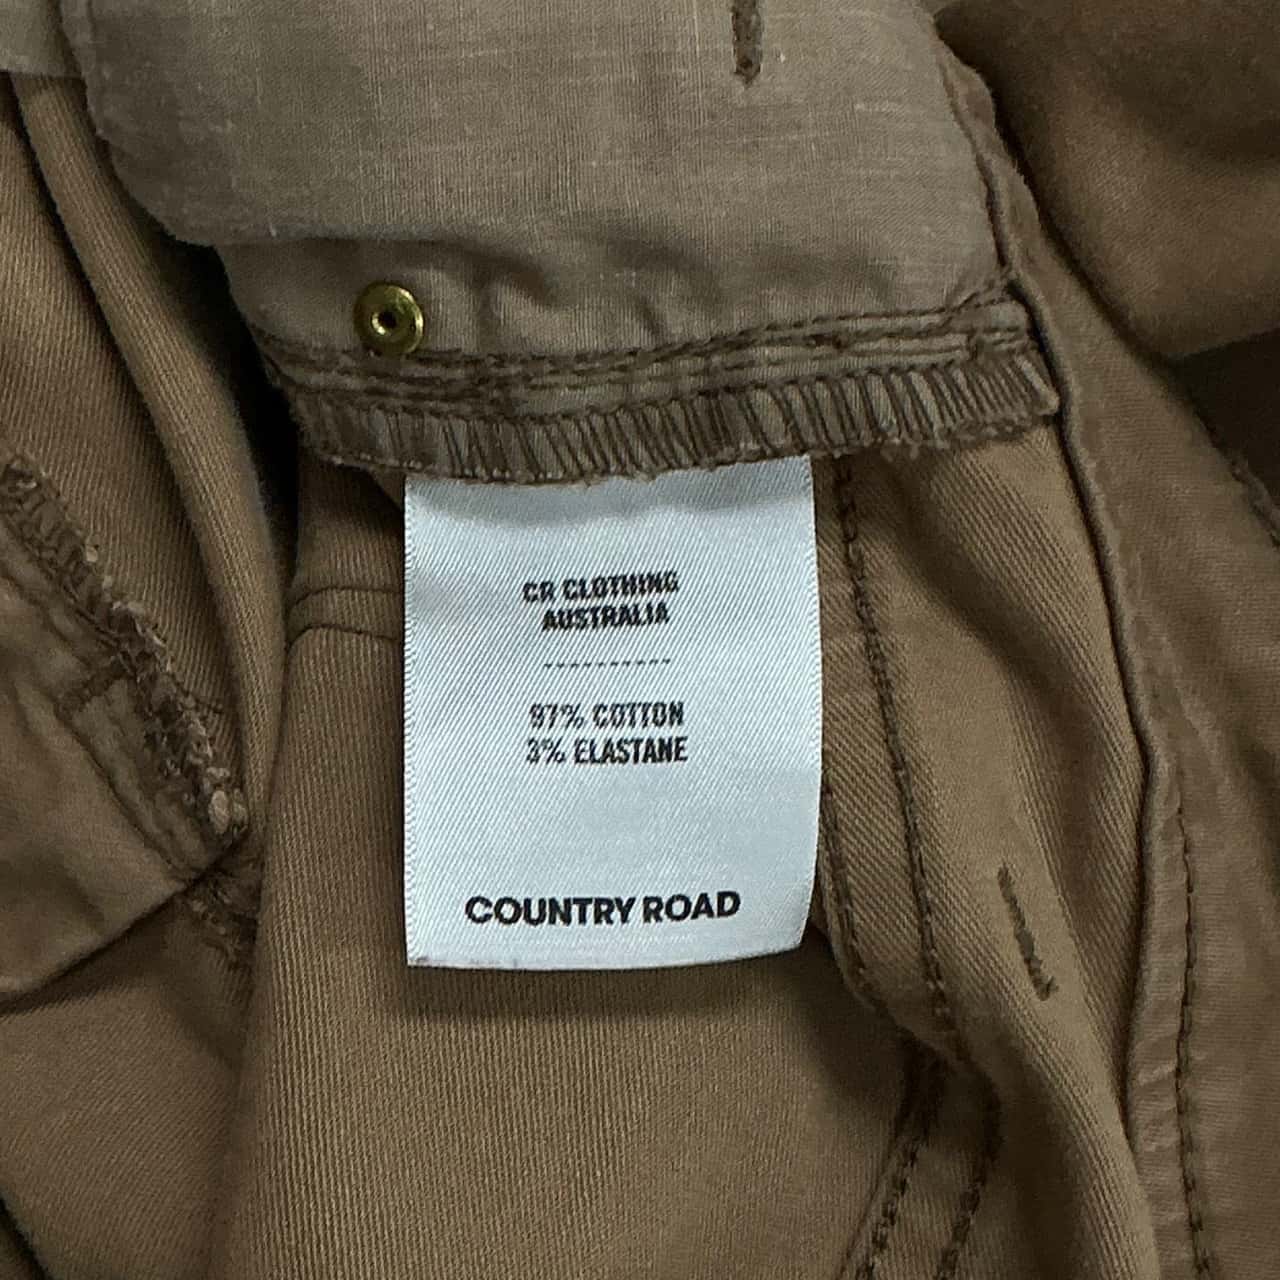 CR CLOTHING
AUSTRALIA
----------
97% COTTON
3% ELASTANE
COUNTRY ROAD